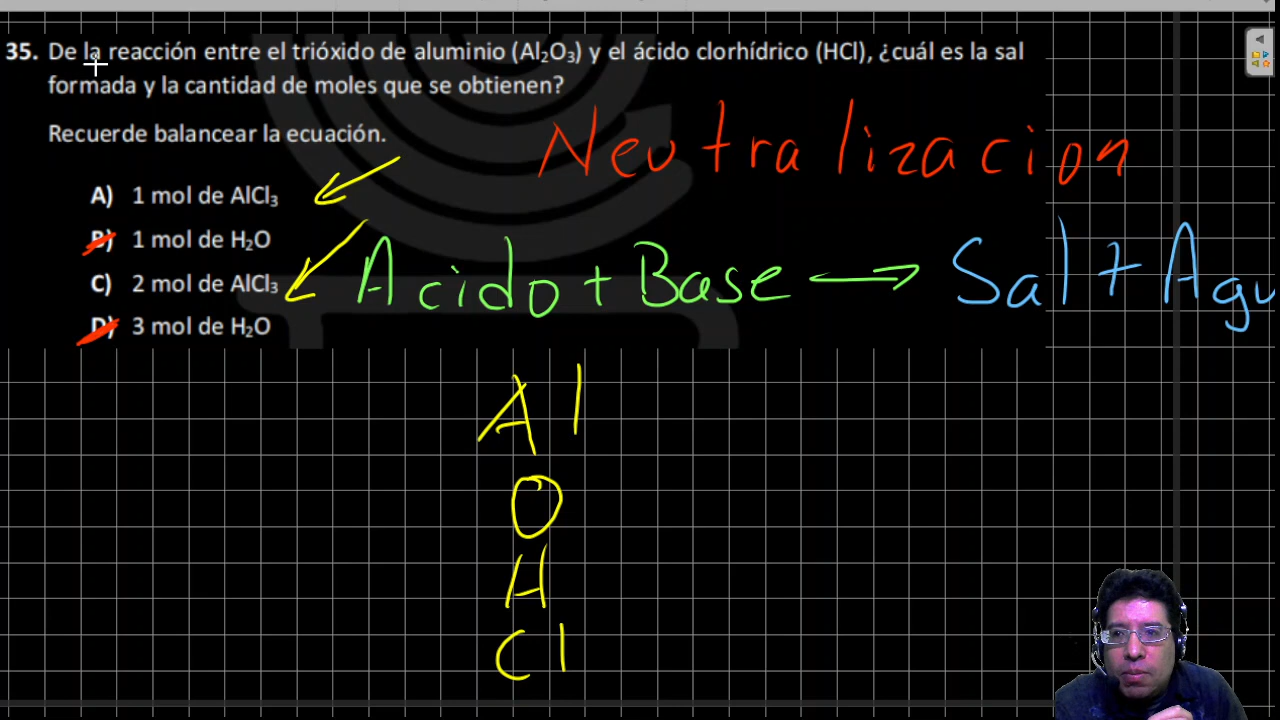 35. De la reacción entre el trióxido de aluminio (Al₂O₃) y el ácido clorhídrico (HCl), ¿cuál es la sal
formada y la cantidad de moles que se obtienen?
Recuerde balancear la ecuación.
Neutralizacion
A) 1 mol de AlCl₃
B) 1 mol de H₂O
C) 2 mol de AlCl₃
D) 3 mol de H₂O
Acido + Base → Sal + Agu
Al
O
H
Cl